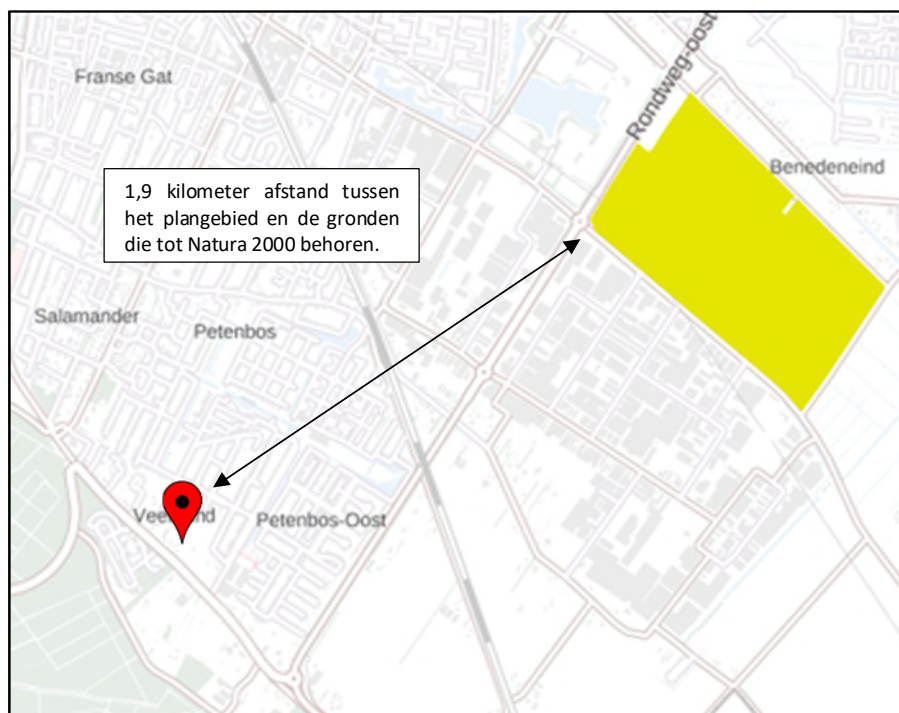 Franse Gat
Rondweg-oost
1,9 kilometer afstand tussen
het plangebied en de gronden
die tot Natura 2000 behoren.
Benedeneind
Salamander
Petenbos
Petenbos-Oost